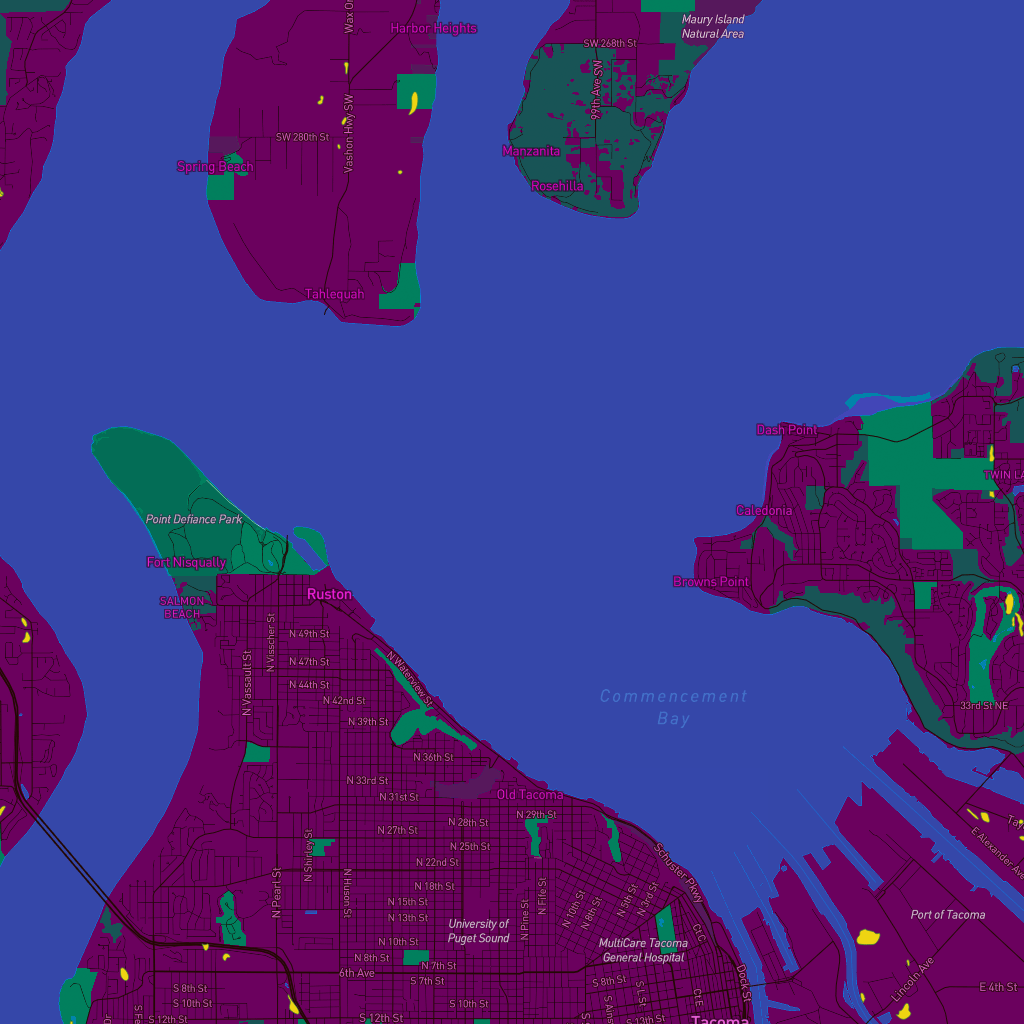 Maury Island
Natural Area
Wax Or
Harbor Heights
SW 268th St
99th Ave SW
Vashon Hwy SW
SW 280th St
Manzanita
Spring Beach
Rosehilla
Tahlequah
Dash Point
TWIN LA
Caledonia
Point Defiance Park
Fort Nisqually
Browns Point
Ruston
SALMON
BEACH
N Visscher St
N 49th St
N Vassault St
N 47th St
N Waterview St
N 44th St
N 42nd St
Commencement
Bay
33rd St NE
N 39th St
N 36th St
N 33rd St
N 31st St
Old Tacoma
N 29th St
N 28th St
N 27th St
N 25th St
N Shirley St
Schuster Pkwy
E Alexander Ave
Tay
N 22nd St
N Pearl St
N Huson St
N 18th St
N Fife St
N 15th St
N 10th St
N 5th St
N 3rd St
N 8th St
N 13th St
N Pine St
University of
Puget Sound
Port of Tacoma
Ct C
N 10th St
MultiCare Tacoma
General Hospital
N 8th St
N 7th St
6th Ave
S 7th St
S 8th St
Dock St
Lincoln Ave
E 4th St
S 8th St
S L St
Ct E
S 10th St
S 10th St
S Ains
S Fe
Dr
S 12th St
S 12th St
S 13th St
Tacoma